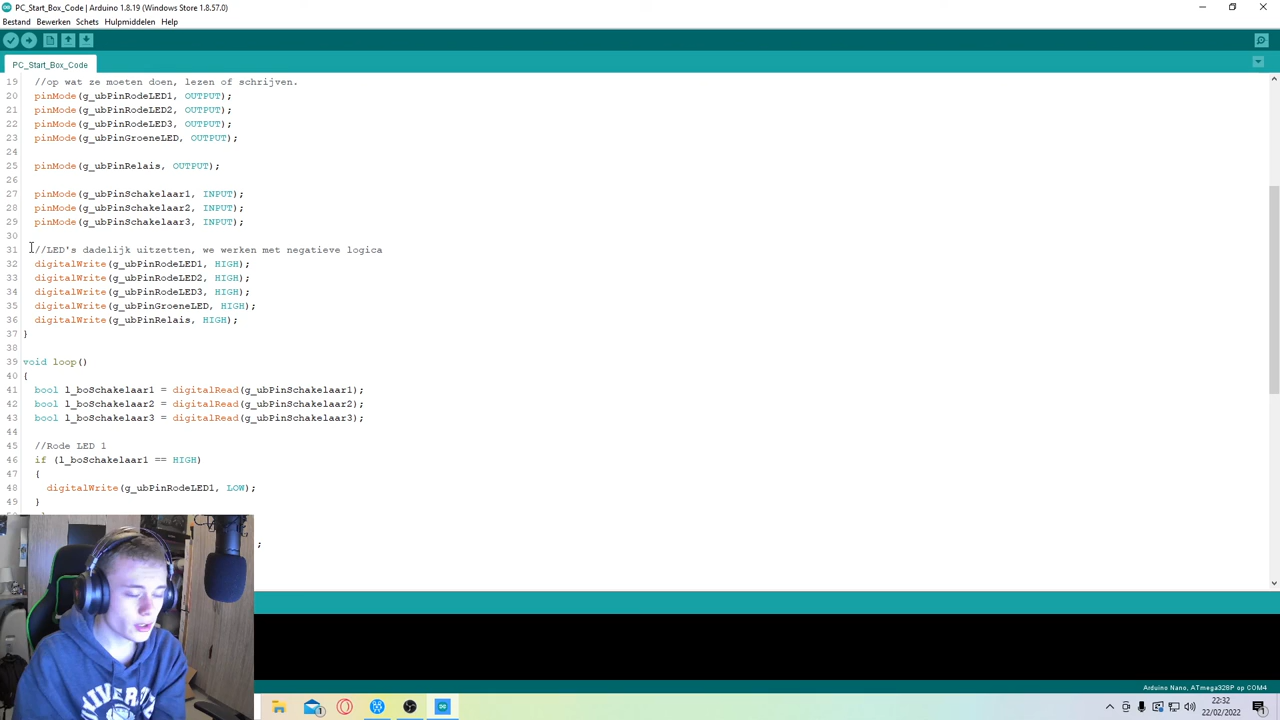 PC_Start_Box_Code | Arduino 1.8.19 (Windows Store 1.8.57.0)
Bestand Bewerken Schets Hulpmiddelen Help
PC_Start_Box_Code
19 //op wat ze moeten doen, lezen of schrijven.
20 pinMode(g_ubPinRodeLED1, OUTPUT);
21 pinMode(g_ubPinRodeLED2, OUTPUT);
22 pinMode(g_ubPinRodeLED3, OUTPUT);
23 pinMode(g_ubPinGroeneLED, OUTPUT);
24
25 pinMode(g_ubPinRelais, OUTPUT);
26
27 pinMode(g_ubPinSchakelaar1, INPUT);
28 pinMode(g_ubPinSchakelaar2, INPUT);
29 pinMode(g_ubPinSchakelaar3, INPUT);
30
31 //LED's dadelijk uitzetten, we werken met negatieve logica
32 digitalWrite(g_ubPinRodeLED1, HIGH);
33 digitalWrite(g_ubPinRodeLED2, HIGH);
34 digitalWrite(g_ubPinRodeLED3, HIGH);
35 digitalWrite(g_ubPinGroeneLED, HIGH);
36 digitalWrite(g_ubPinRelais, HIGH);
37 }
38
39 void loop()
40 {
41 bool l_boSchakelaar1 = digitalRead(g_ubPinSchakelaar1);
42 bool l_boSchakelaar2 = digitalRead(g_ubPinSchakelaar2);
43 bool l_boSchakelaar3 = digitalRead(g_ubPinSchakelaar3);
44
45 //Rode LED 1
46 if (l_boSchakelaar1 == HIGH)
47 {
48 digitalWrite(g_ubPinRodeLED1, LOW);
49 }
;
Arduino Nano, ATmega328P op COM4
22:32
22/02/2022